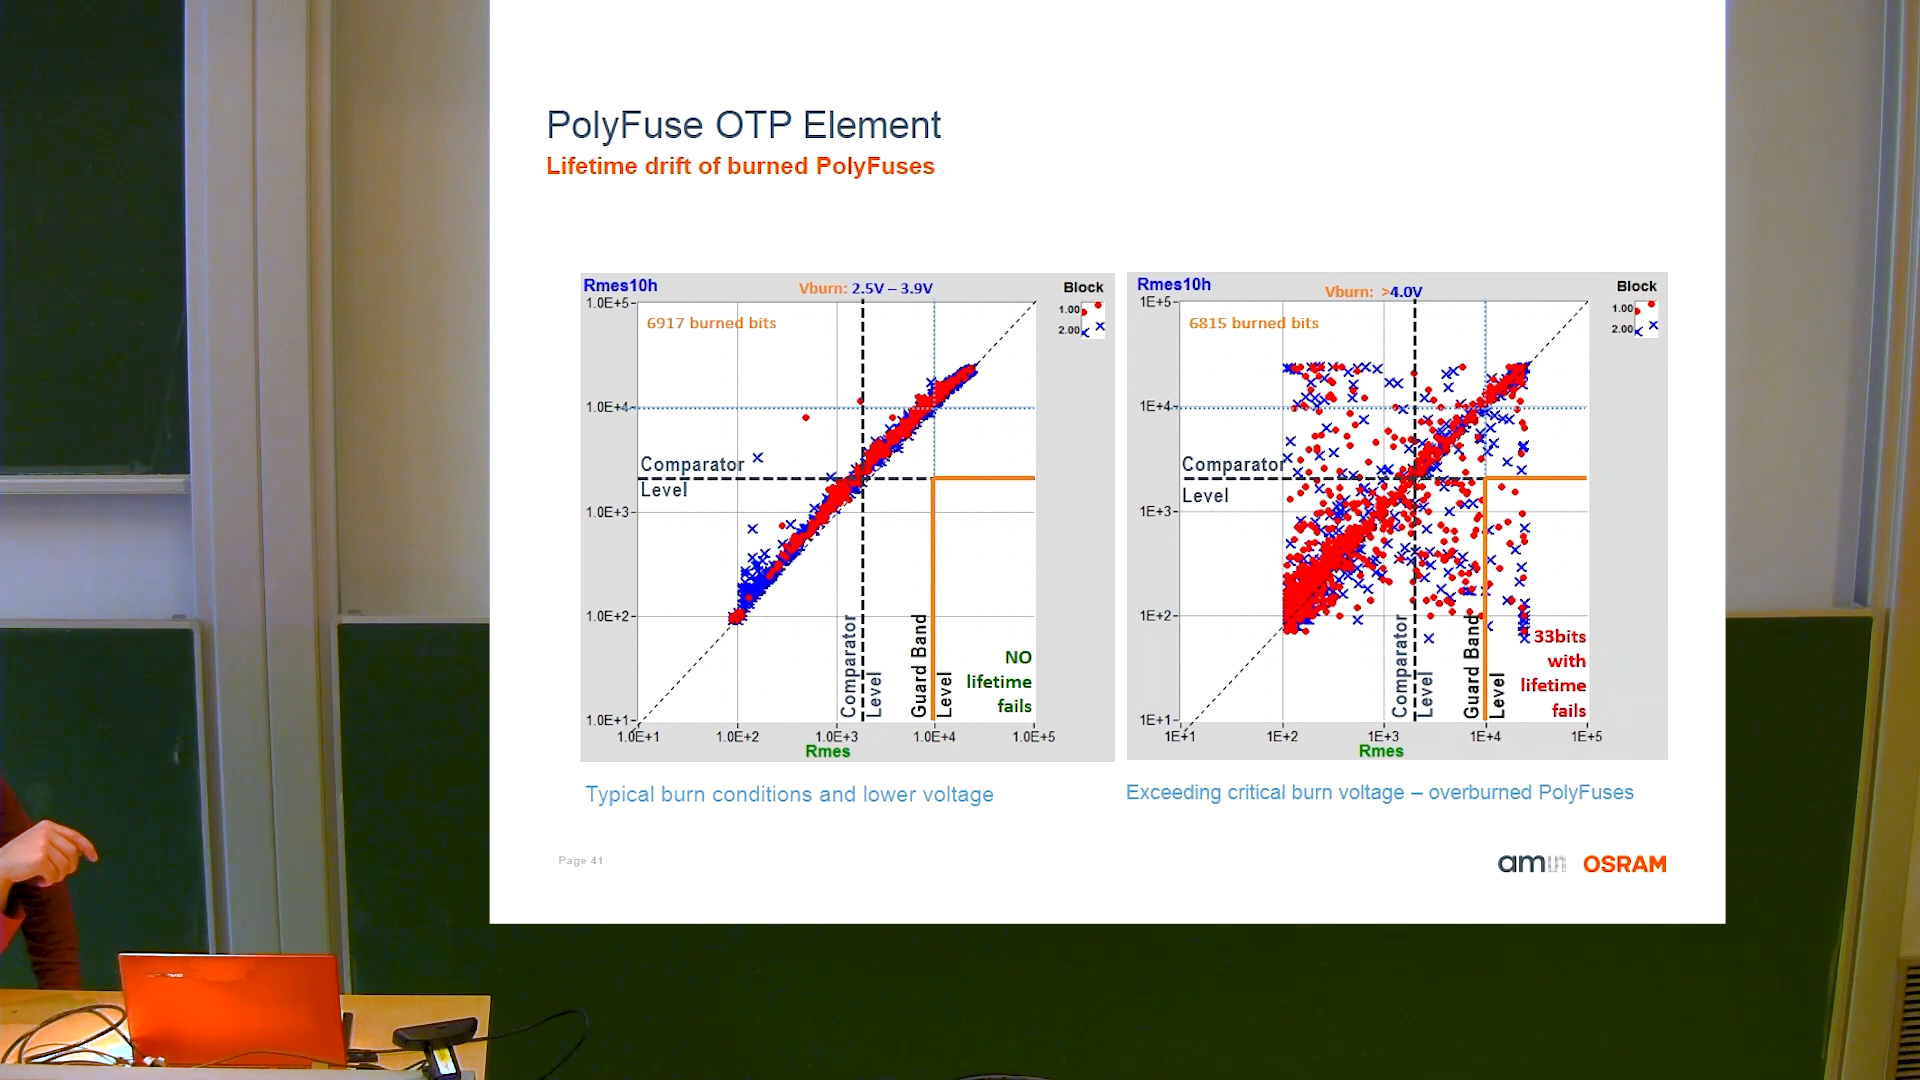 PolyFuse OTP Element
Lifetime drift of burned PolyFuses
Rmes10h
Vburn: 2.5V – 3.9V
Block
1.00
2.00
6917 burned bits
1.0E+5
1.0E+4
1.0E+3
1.0E+2
1.0E+1
Comparator
Level
Comparator
Level
Guard Band
Level
NO
lifetime
fails
1.0E+1 1.0E+2 1.0E+3 1.0E+4 1.0E+5
Rmes
Typical burn conditions and lower voltage
Rmes10h
Vburn: >4.0V
Block
1.00
2.00
6815 burned bits
1E+5
1E+4
1E+3
1E+2
1E+1
Comparator
Level
Comparator
Level
Guard Band
Level
33bits
with
lifetime
fails
1E+1 1E+2 1E+3 1E+4 1E+5
Rmes
Exceeding critical burn voltage – overburned PolyFuses
Page 41
am OSRAM